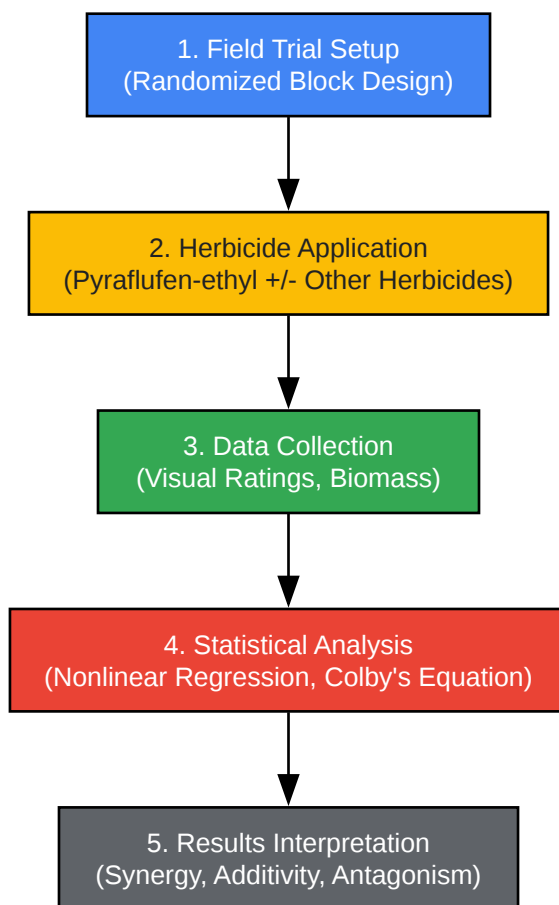 1. Field Trial Setup
(Randomized Block Design)
2. Herbicide Application
(Pyraflufen-ethyl +/- Other Herbicides)
3. Data Collection
(Visual Ratings, Biomass)
4. Statistical Analysis
(Nonlinear Regression, Colby's Equation)
5. Results Interpretation
(Synergy, Additivity, Antagonism)